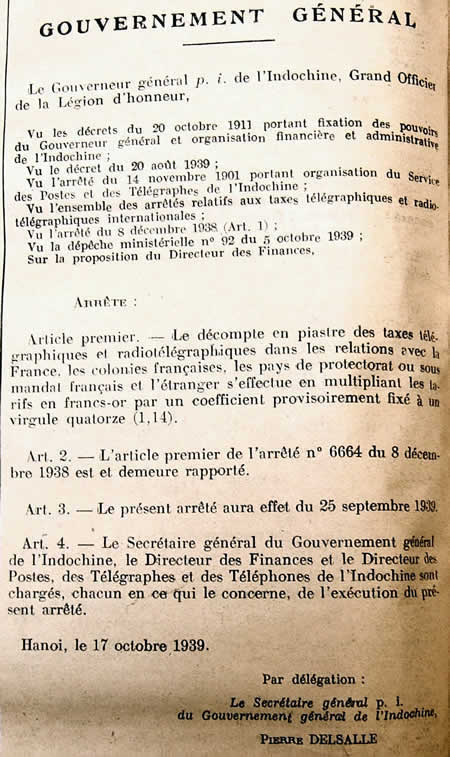 GOUVERNEMENT GÉNÉRAL
Le Gouverneur général p. i. de l'Indochine, Grand Officier
de la Légion d'honneur,
Vu les décrets du 20 octobre 1911 portant fixation des pouvoirs
du Gouverneur général et organisation financière et administrative
de l'Indochine ;
Vu le décret du 20 août 1939 ;
Vu l'arrêté du 14 novembre 1901 portant organisation du Service
des Postes et des Télégraphes de l'Indochine ;
Vu l'ensemble des arrêtés relatifs aux taxes télégraphiques et radio-
télégraphiques internationales ;
Vu l'arrêté du 8 décembre 1938 (Art. 1) ;
Vu la dépêche ministérielle n° 92 du 5 octobre 1939 ;
Sur la proposition du Directeur des Finances,
ARRÊTE :
Article premier. — Le décompte en piastre des taxes télé-
graphiques et radiotélégraphiques dans les relations avec la
France, les colonies françaises, les pays de protectorat ou sous
mandat français et l'étranger s'effectue en multipliant les ta-
rifs en francs-or par un coefficient provisoirement fixé à un
virgule quatorze (1,14).
Art. 2. — L'article premier de l'arrêté n° 6664 du 8 décem-
bre 1938 est et demeure rapporté.
Art. 3. — Le présent arrêté aura effet du 25 septembre 1939.
Art. 4. — Le Secrétaire général du Gouvernement général
de l'Indochine, le Directeur des Finances et le Directeur des
Postes, des Télégraphes et des Téléphones de l'Indochine sont
chargés, chacun en ce qui le concerne, de l'exécution du pré-
sent arrêté.
Hanoi, le 17 octobre 1939.
Par délégation :
Le Secrétaire général p. i.
du Gouvernement général de l'Indochine,
PIERRE DELSALLE